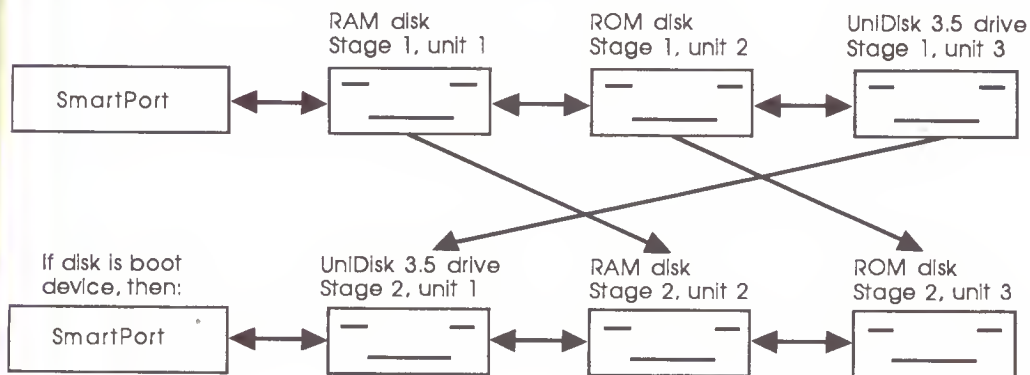 RAM disk
Stage 1, unit 1
ROM disk
Stage 1, unit 2
UniDisk 3.5 drive
Stage 1, unit 3
SmartPort
If disk is boot
device, then:
UniDisk 3.5 drive
Stage 2, unit 1
RAM disk
Stage 2, unit 2
ROM disk
Stage 2, unit 3
SmartPort